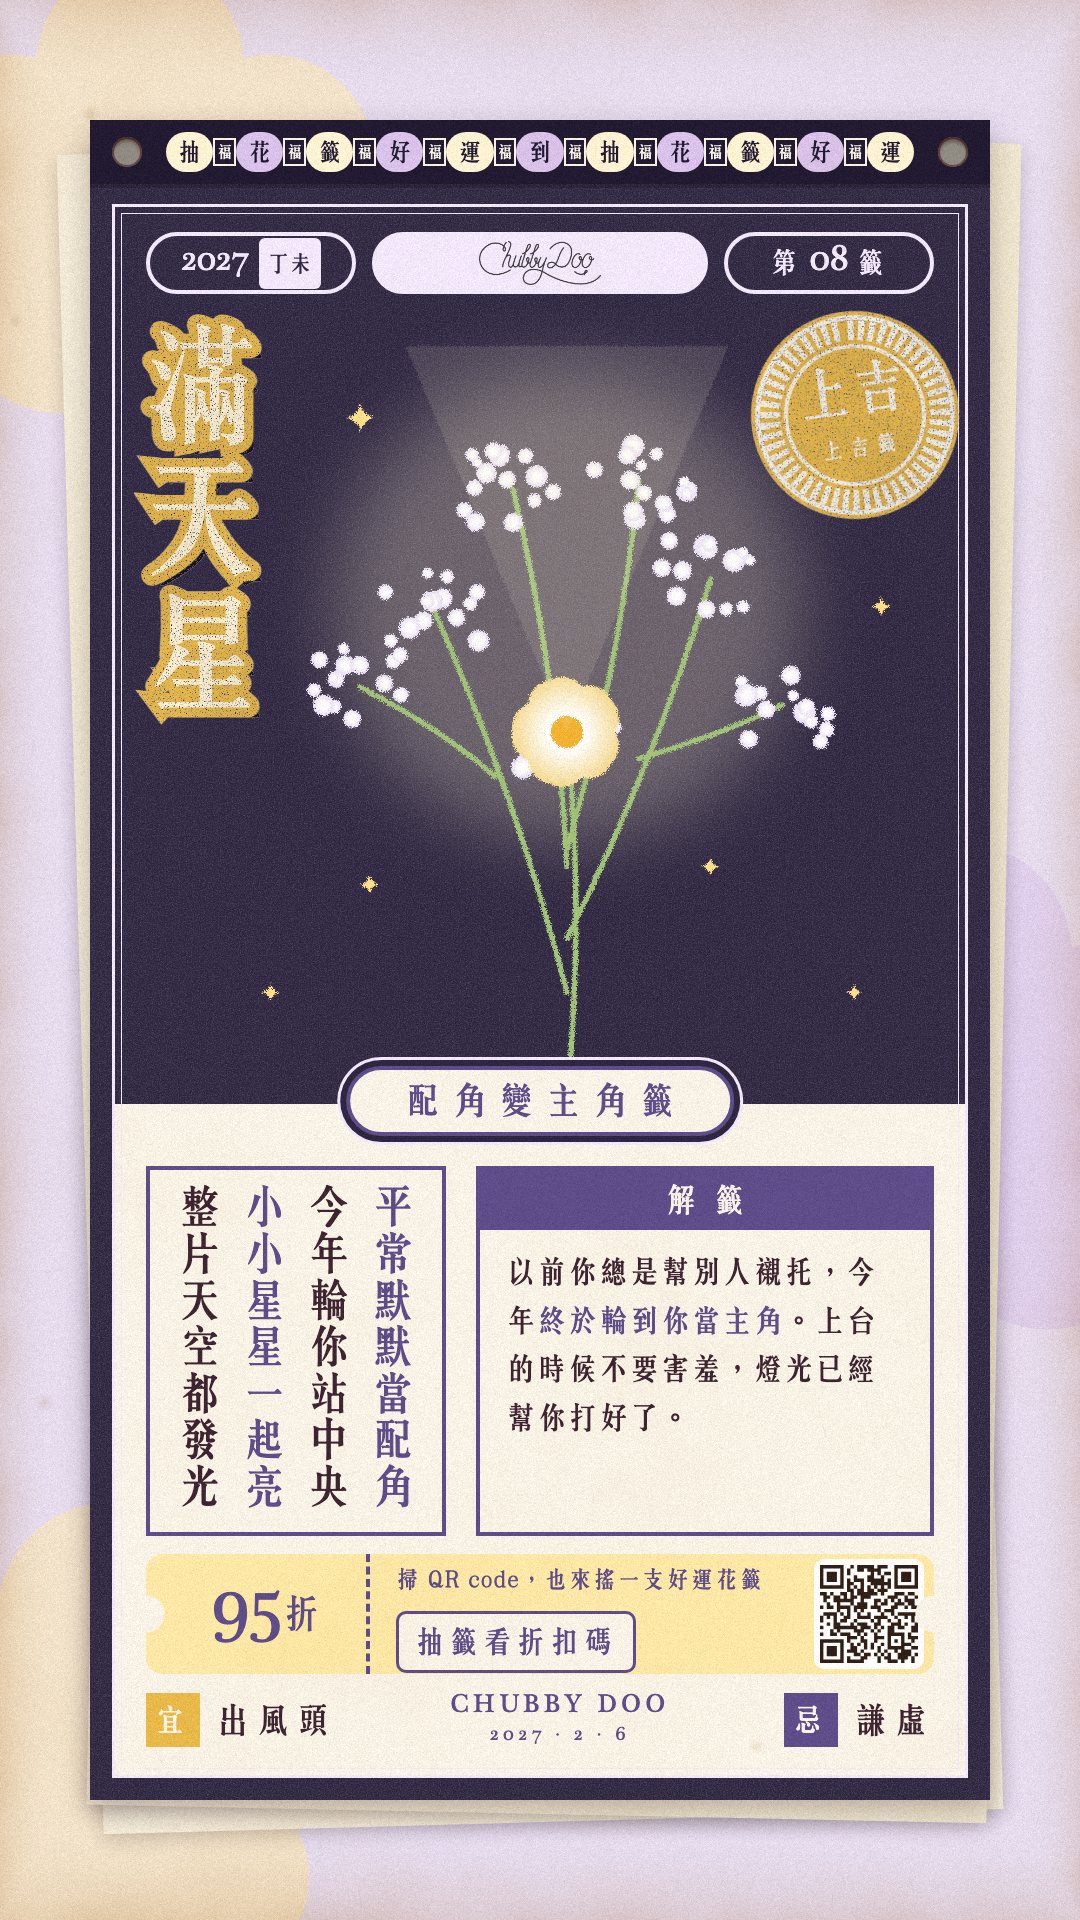 抽 福 花 福 籤 福 好 福 運 福 到 福 抽 福 花 福 籤 福 好 福 運
2027 丁未
Chubby Doo
第 08 籤
滿天星
上吉
上吉籤
配角變主角籤
平常默默當配角
今年輪你站中央
小小星星一起亮
整片天空都發光
解籤
以前你總是幫別人襯托，今
年終於輪到你當主角。上台
的時候不要害羞，燈光已經
幫你打好了。
95折
掃 QR code，也來搖一支好運花籤
抽籤看折扣碼
宜 出風頭
CHUBBY DOO
2027 · 2 · 6
忌 謙虛